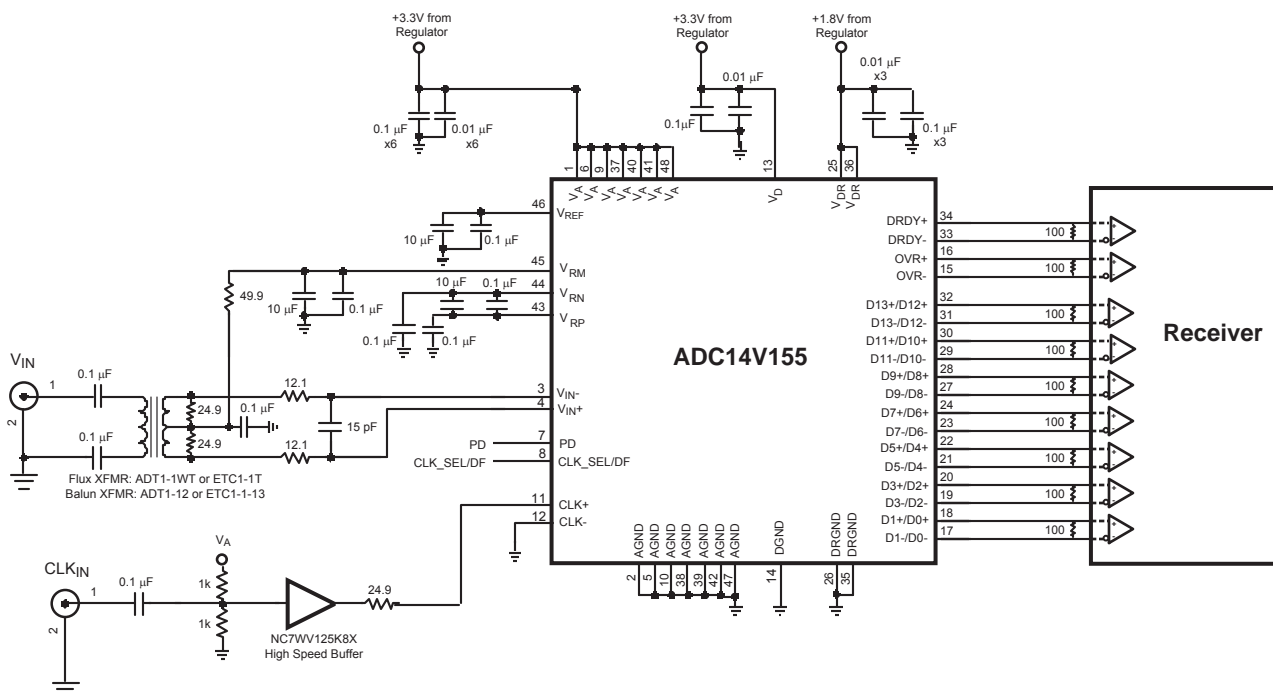 +3.3V from
Regulator
+3.3V from
Regulator
+1.8V from
Regulator
0.1 μF
x6
0.01 μF
x6
0.1μF
0.01 μF
0.01 μF
x3
0.1 μF
x3
1
6
9
37
40
41
48
13
25
36
VA
VA
VA
VA
VA
VA
VA
VD
VDR
VDR
46
VREF
10 μF
0.1 μF
45
VRM
49.9
10 μF
0.1 μF
44
VRN
43
VRP
10 μF
0.1 μF
0.1 μF
0.1 μF
ADC14V155
VIN
1
2
0.1 μF
0.1 μF
24.9
24.9
0.1 μF
12.1
12.1
15 pF
3
VIN-
4
VIN+
PD
7
PD
CLK_SEL/DF
8
CLK_SEL/DF
Flux XFMR: ADT1-1WT or ETC1-1T
Balun XFMR: ADT1-12 or ETC1-1-13
11
CLK+
12
CLK-
VA
CLKIN
1
2
0.1 μF
1k
1k
24.9
NC7WV125K8X
High Speed Buffer
AGND
AGND
AGND
AGND
AGND
AGND
AGND
DGND
DRGND
DRGND
2
5
10
38
39
42
47
14
26
35
DRDY+ 34
DRDY- 33
100
+
-
OVR+ 16
OVR- 15
100
+
-
D13+/D12+ 32
D13-/D12- 31
100
+
-
D11+/D10+ 30
D11-/D10- 29
100
+
-
D9+/D8+ 28
D9-/D8- 27
100
+
-
D7+/D6+ 24
D7-/D6- 23
100
+
-
D5+/D4+ 22
D5-/D4- 21
100
+
-
D3+/D2+ 20
D3-/D2- 19
100
+
-
D1+/D0+ 18
D1-/D0- 17
100
+
-
Receiver